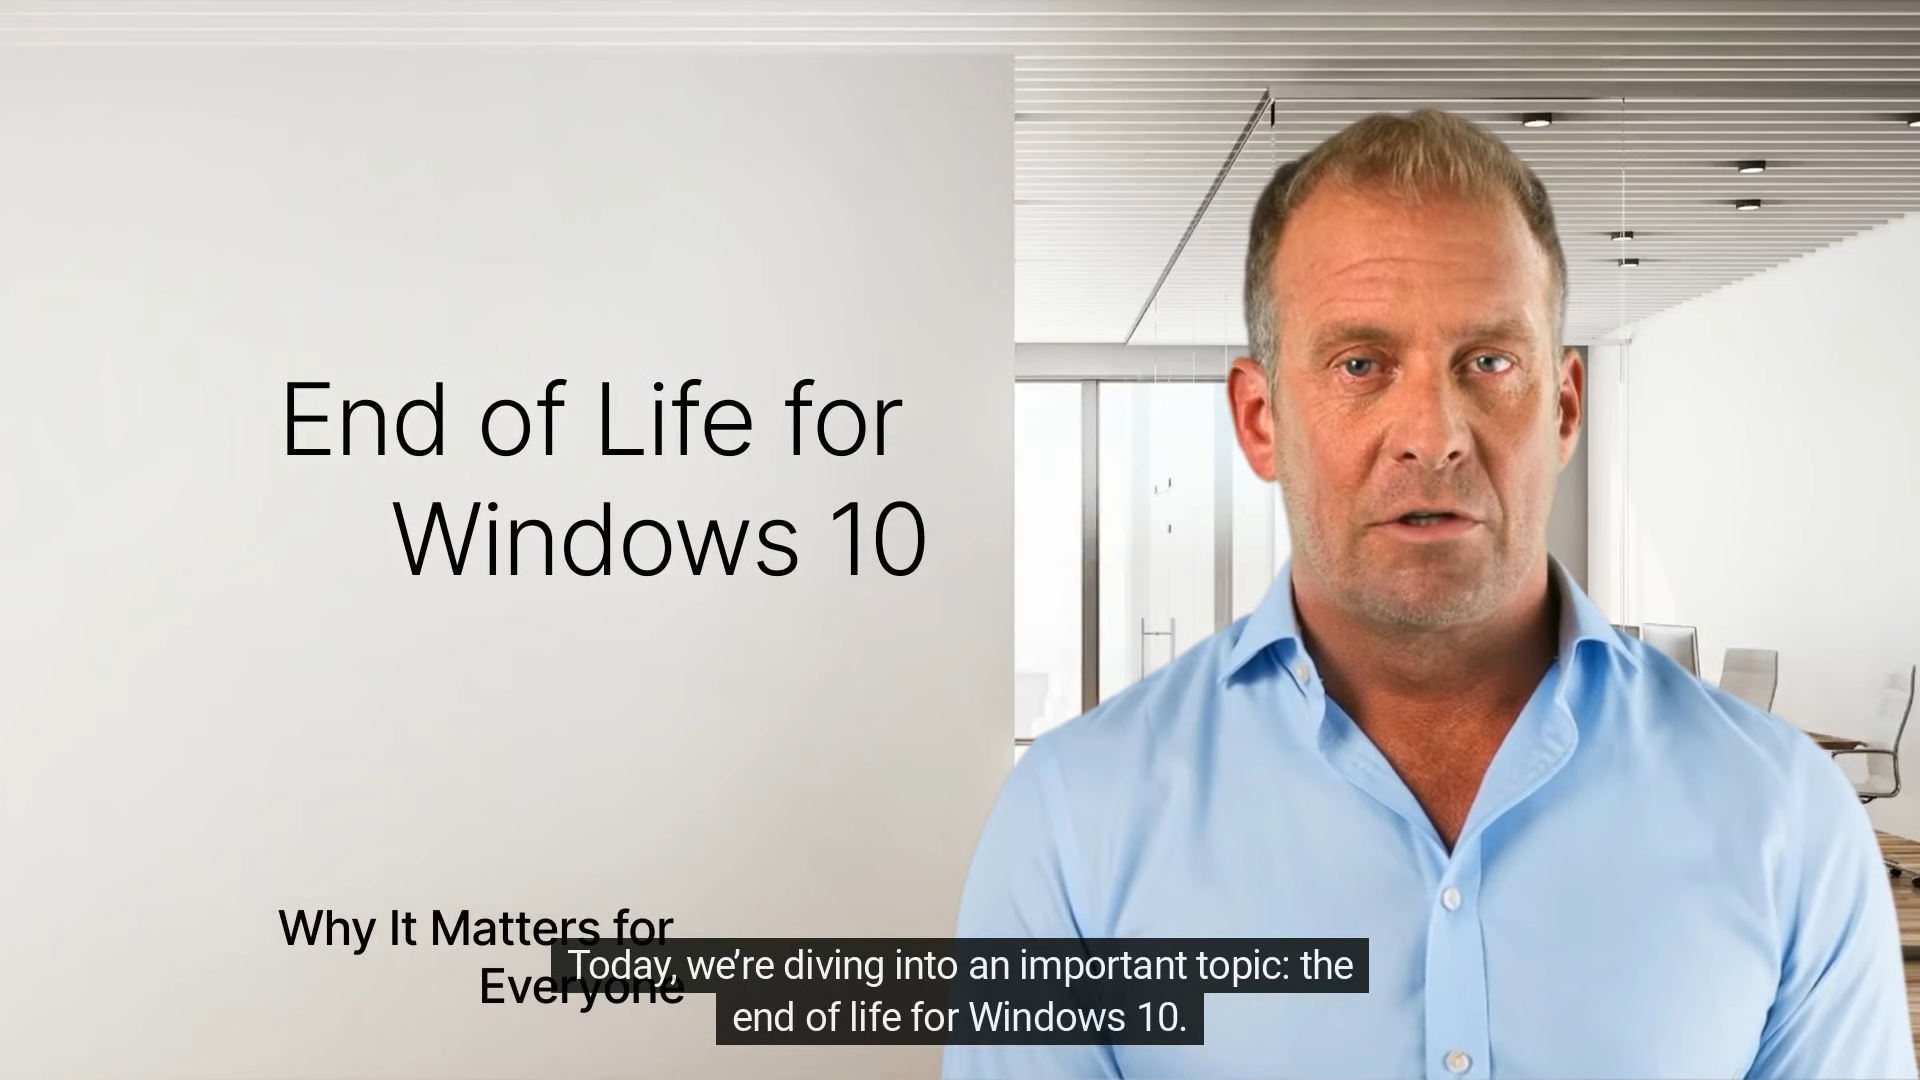 End of Life for
Windows 10
Why It Matters for
Everyone
Today, we’re diving into an important topic: the
end of life for Windows 10.